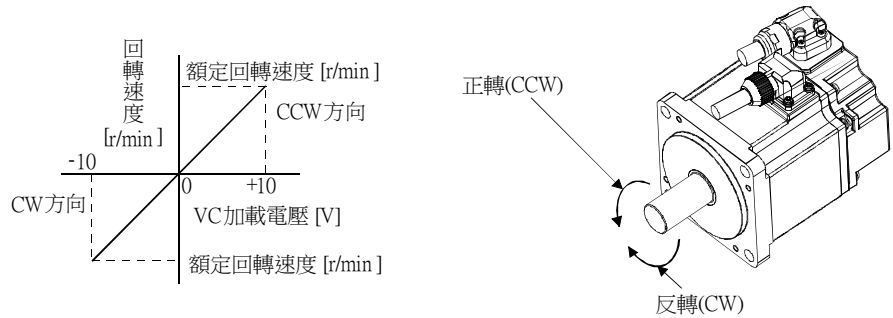 回
轉
速
度
[r/min ]
額定回轉速度 [r/min ]
CCW方向
-10
0
+10
CW方向
VC加載電壓 [V]
額定回轉速度 [r/min ]
正轉(CCW)
反轉(CW)